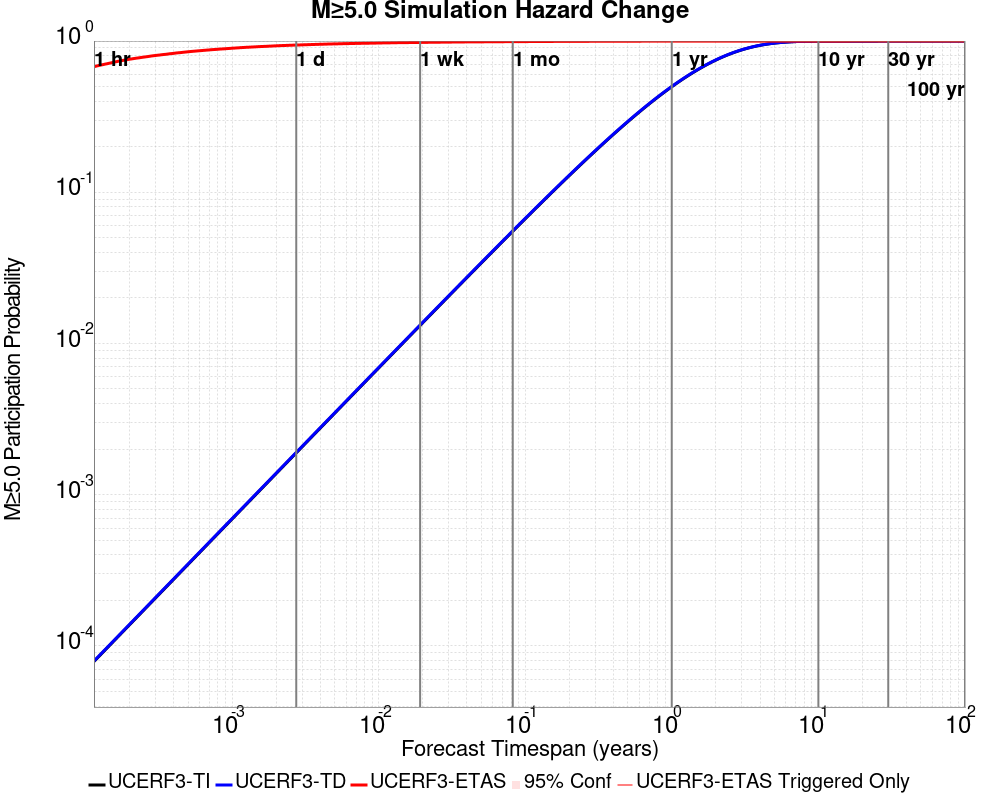 M≥5.0 Simulation Hazard Change
10^0
1 hr
1 d
1 wk
1 mo
1 yr
10 yr
30 yr
100 yr
10^-1
10^-2
10^-3
10^-4
M≥5.0 Participation Probability
10^-3
10^-2
10^-1
10^0
10^1
10^2
Forecast Timespan (years)
UCERF3-TI UCERF3-TD UCERF3-ETAS 95% Conf UCERF3-ETAS Triggered Only